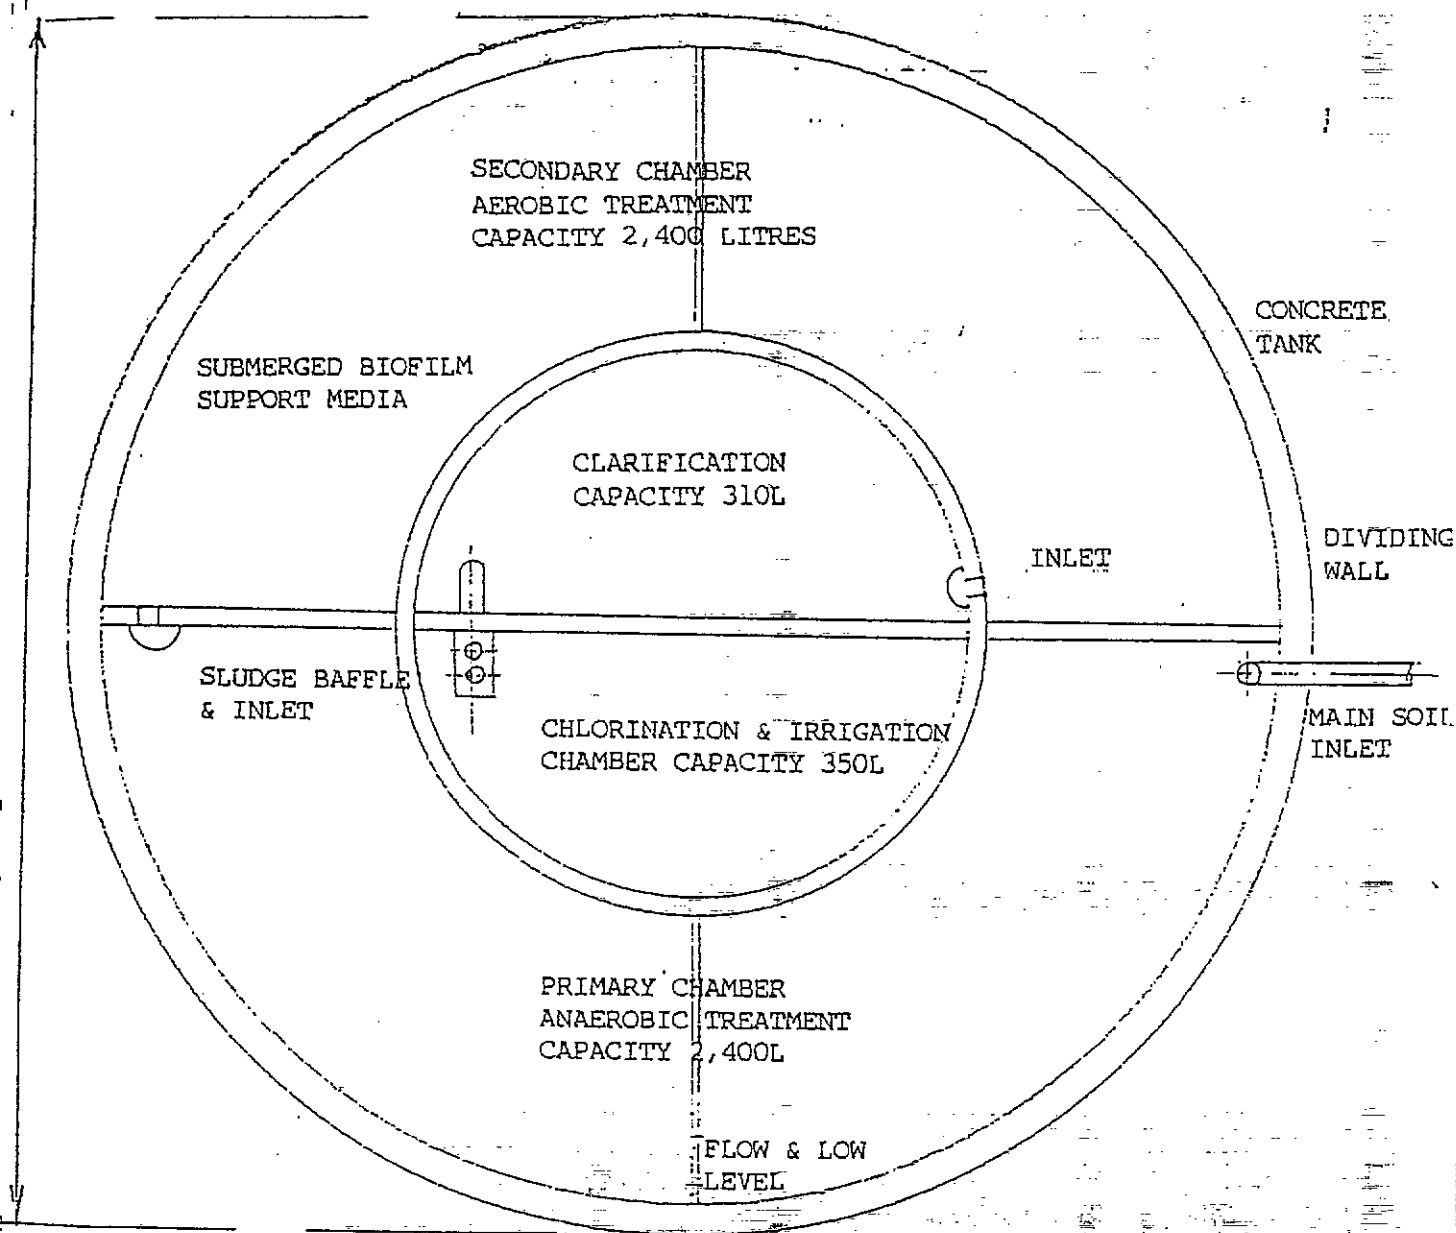 SECONDARY CHAMBER
AEROBIC TREATMENT
CAPACITY 2,400 LITRES
CONCRETE
TANK
SUBMERGED BIOFILM
SUPPORT MEDIA
CLARIFICATION
CAPACITY 310L
INLET
DIVIDING
WALL
SLUDGE BAFFLE
& INLET
MAIN SOIL
INLET
CHLORINATION & IRRIGATION
CHAMBER CAPACITY 350L
PRIMARY CHAMBER
ANAEROBIC TREATMENT
CAPACITY 2,400L
FLOW & LOW
LEVEL